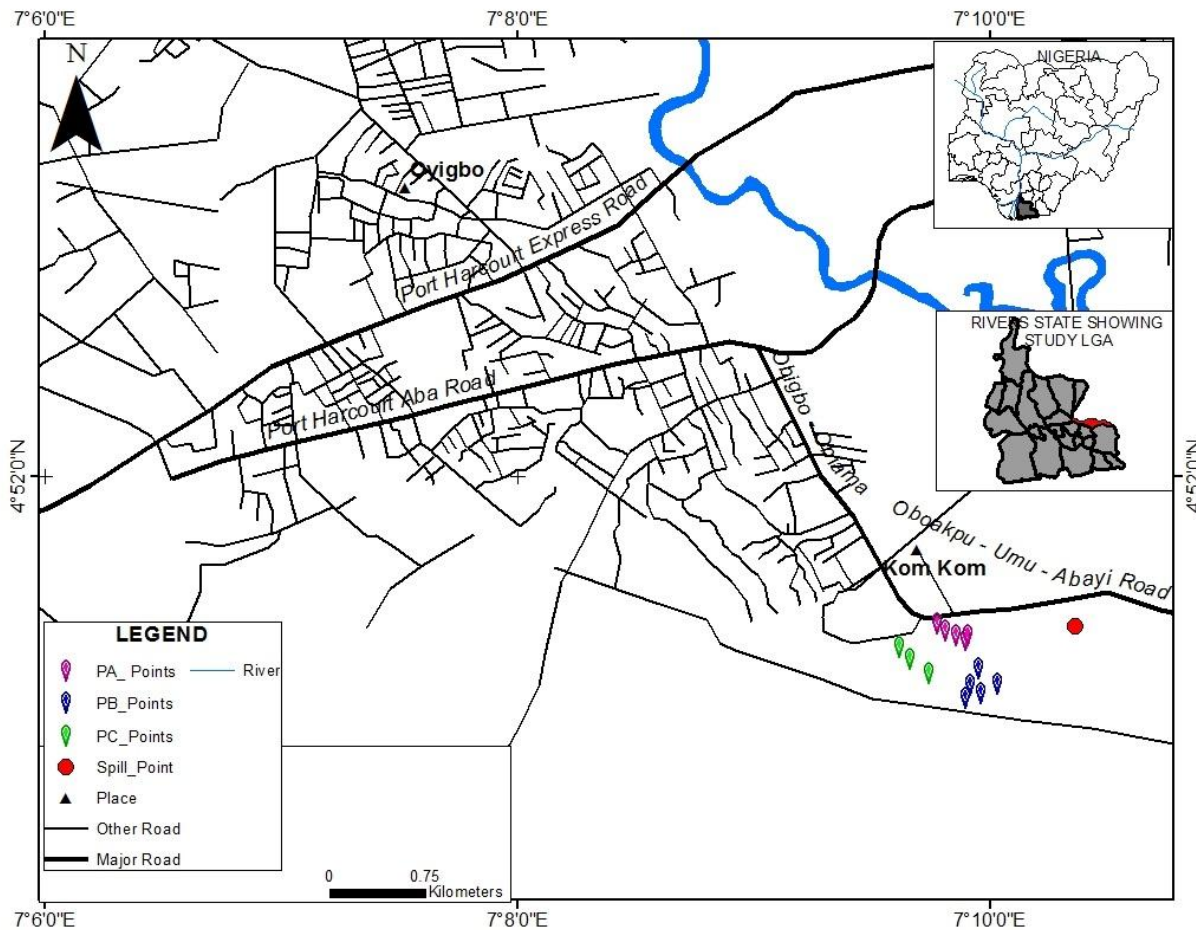 7°6'0"E
7°8'0"E
7°10'0"E
N
NIGERIA
Oyigbo
Port Harcourt Express Road
RIVERS STATE SHOWING
STUDY LGA
Port Harcourt Aba Road
Obigbo - Obiama
4°52'0"N
4°52'0"N
Oboakpu - Umu - Abayi Road
Kom Kom
LEGEND
PA_ Points
River
PB_Points
PC_Points
Spill_Point
Place
Other Road
Major Road
0
0.75
Kilometers
7°6'0"E
7°8'0"E
7°10'0"E